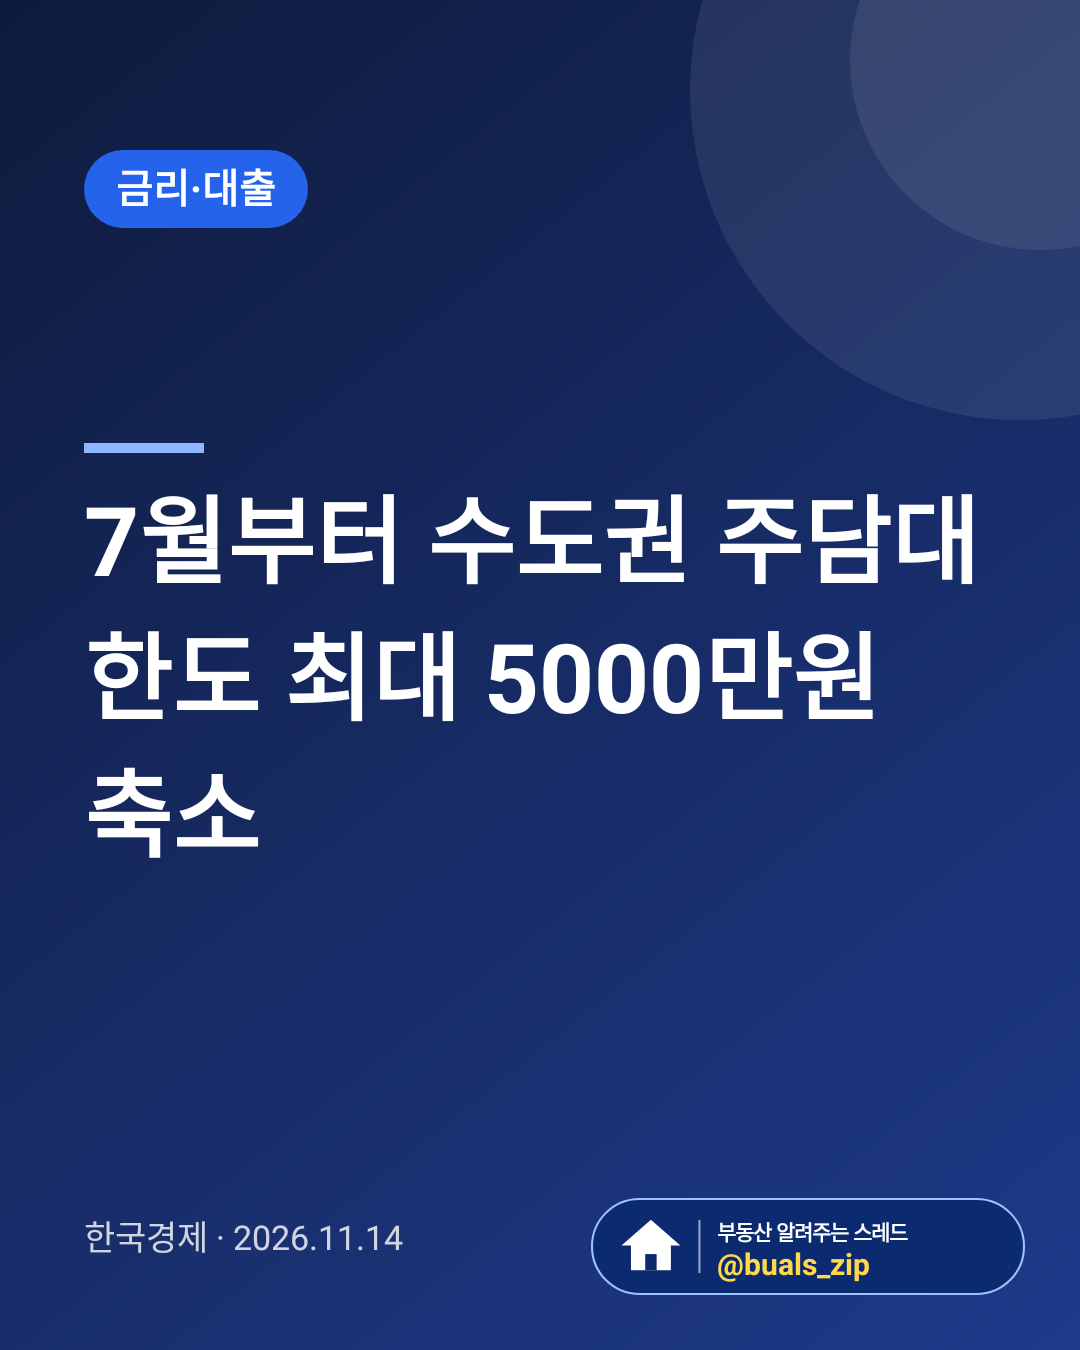 금리·대출
7월부터 수도권 주담대
한도 최대 5000만원
축소
한국경제 · 2026.11.14
부동산 알려주는 스레드
@buals_zip